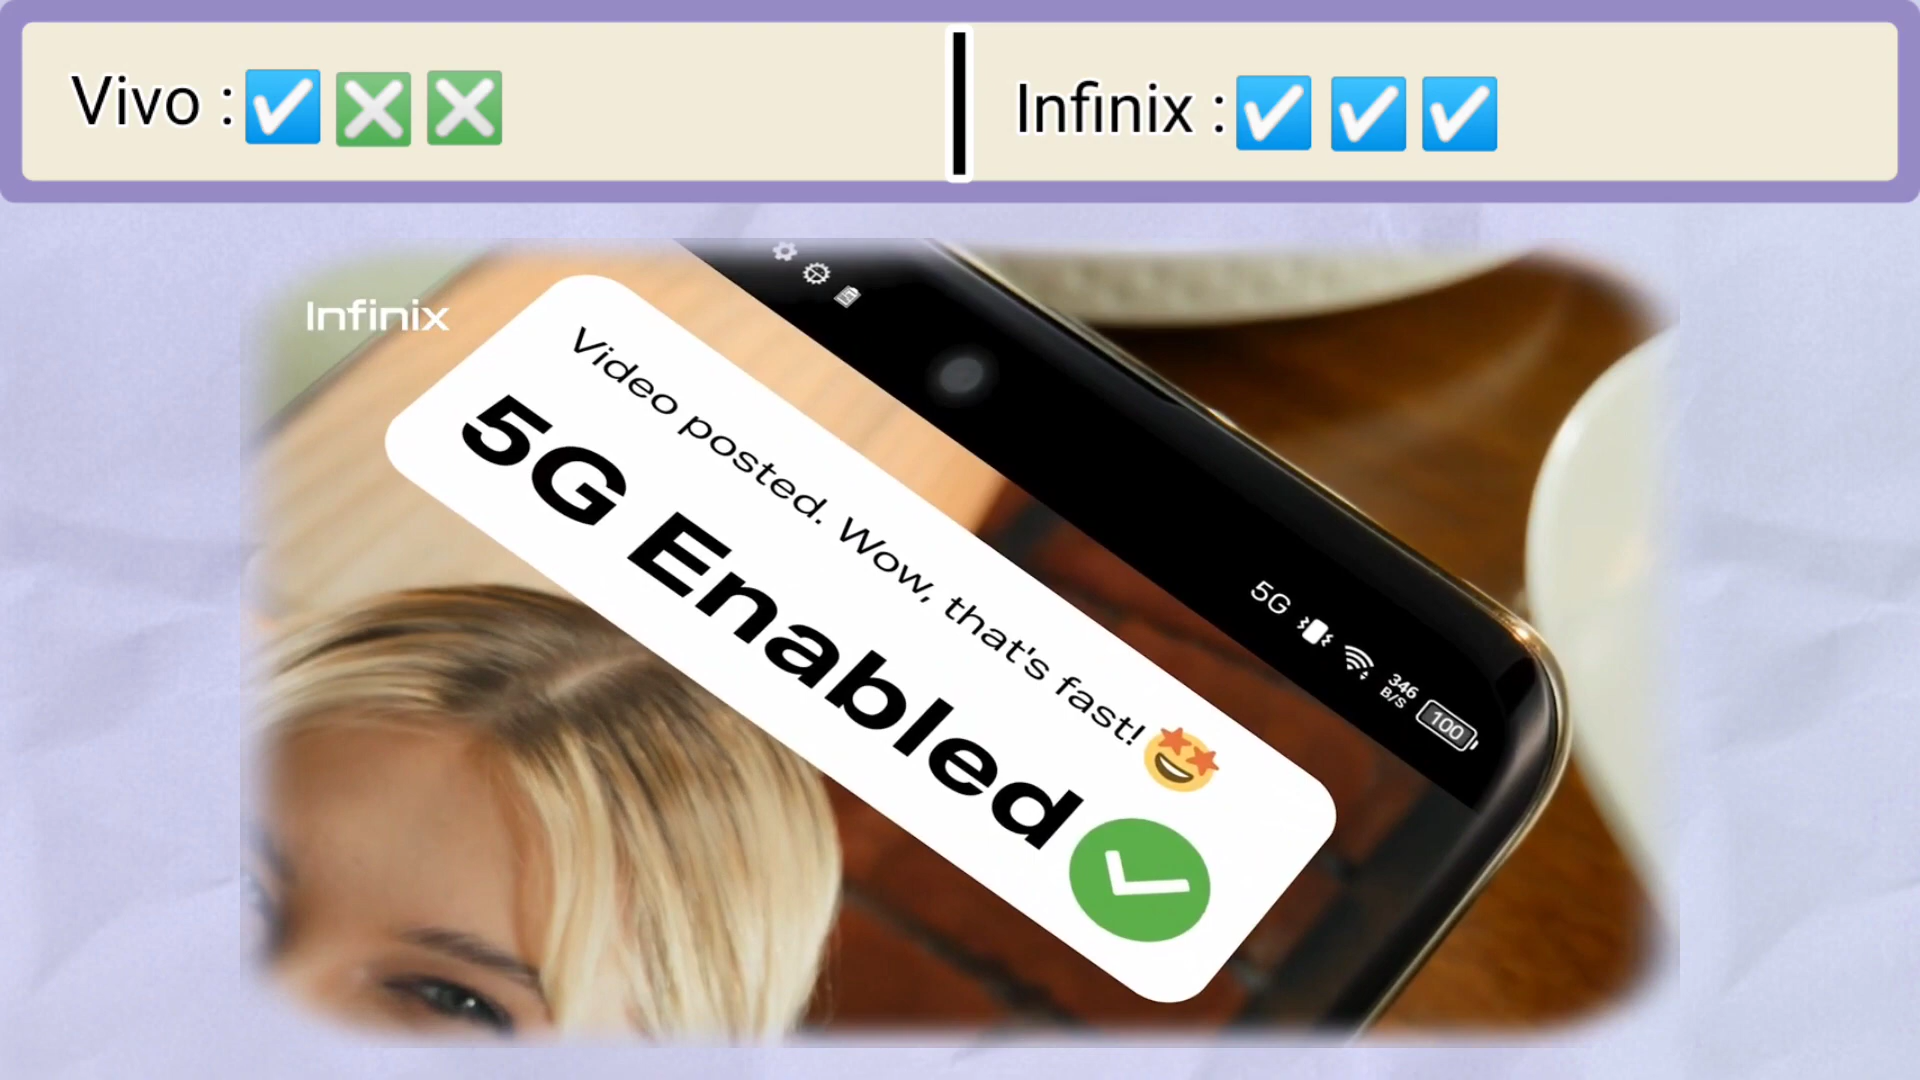 Vivo : ☑ ❎ ❎
Infinix : ☑ ☑ ☑
Infinix
Video posted. Wow, that's fast! 🤩
5G Enabled
5G
346
B/S
100